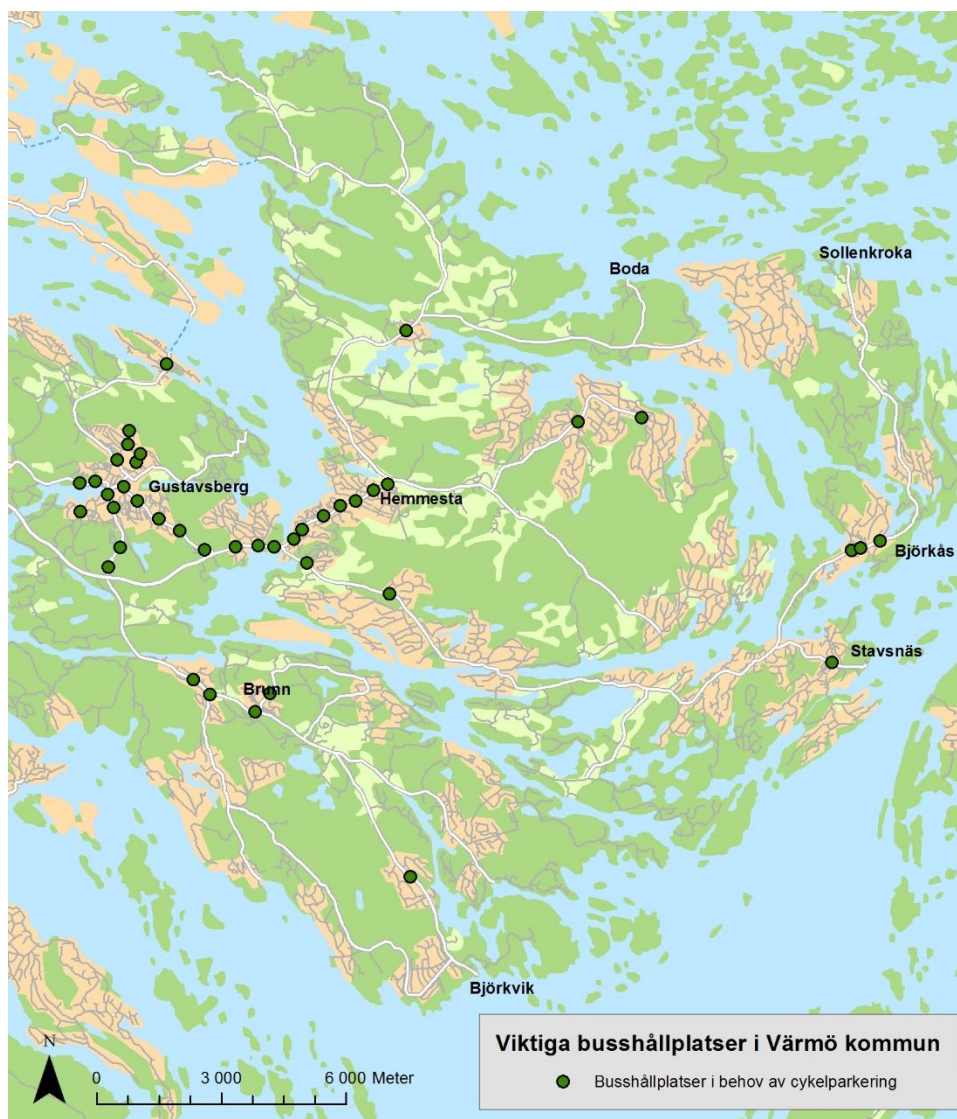 Boda
Sollenkroka
Gustavsberg
Hemmesta
Björkås
Stavsnäs
Brunn
Björkvik
N
0 3 000 6 000 Meter
Viktiga busshållplatser i Värmö kommun
Busshållplatser i behov av cykelparkering